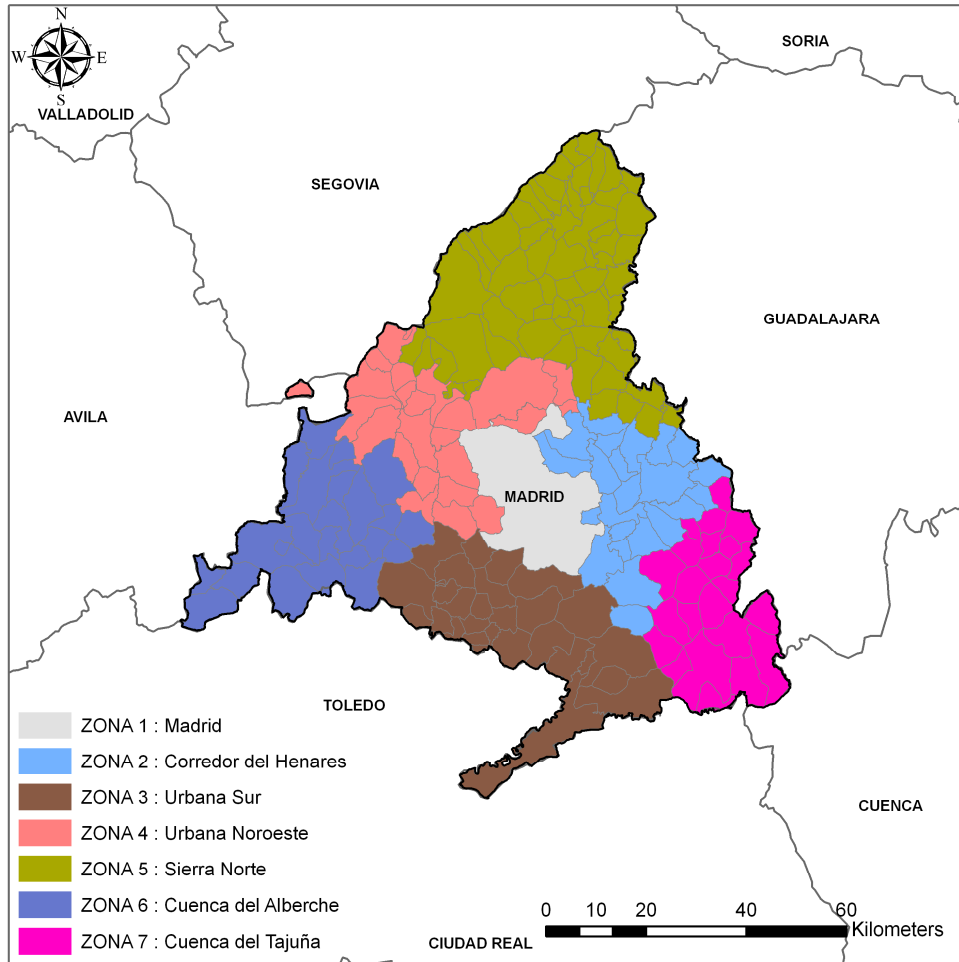 N
W E
S
SORIA
VALLADOLID
SEGOVIA
GUADALAJARA
AVILA
MADRID
TOLEDO
CUENCA
CIUDAD REAL
ZONA 1 : Madrid
ZONA 2 : Corredor del Henares
ZONA 3 : Urbana Sur
ZONA 4 : Urbana Noroeste
ZONA 5 : Sierra Norte
ZONA 6 : Cuenca del Alberche
ZONA 7 : Cuenca del Tajuña
0 10 20 40 60
Kilometers